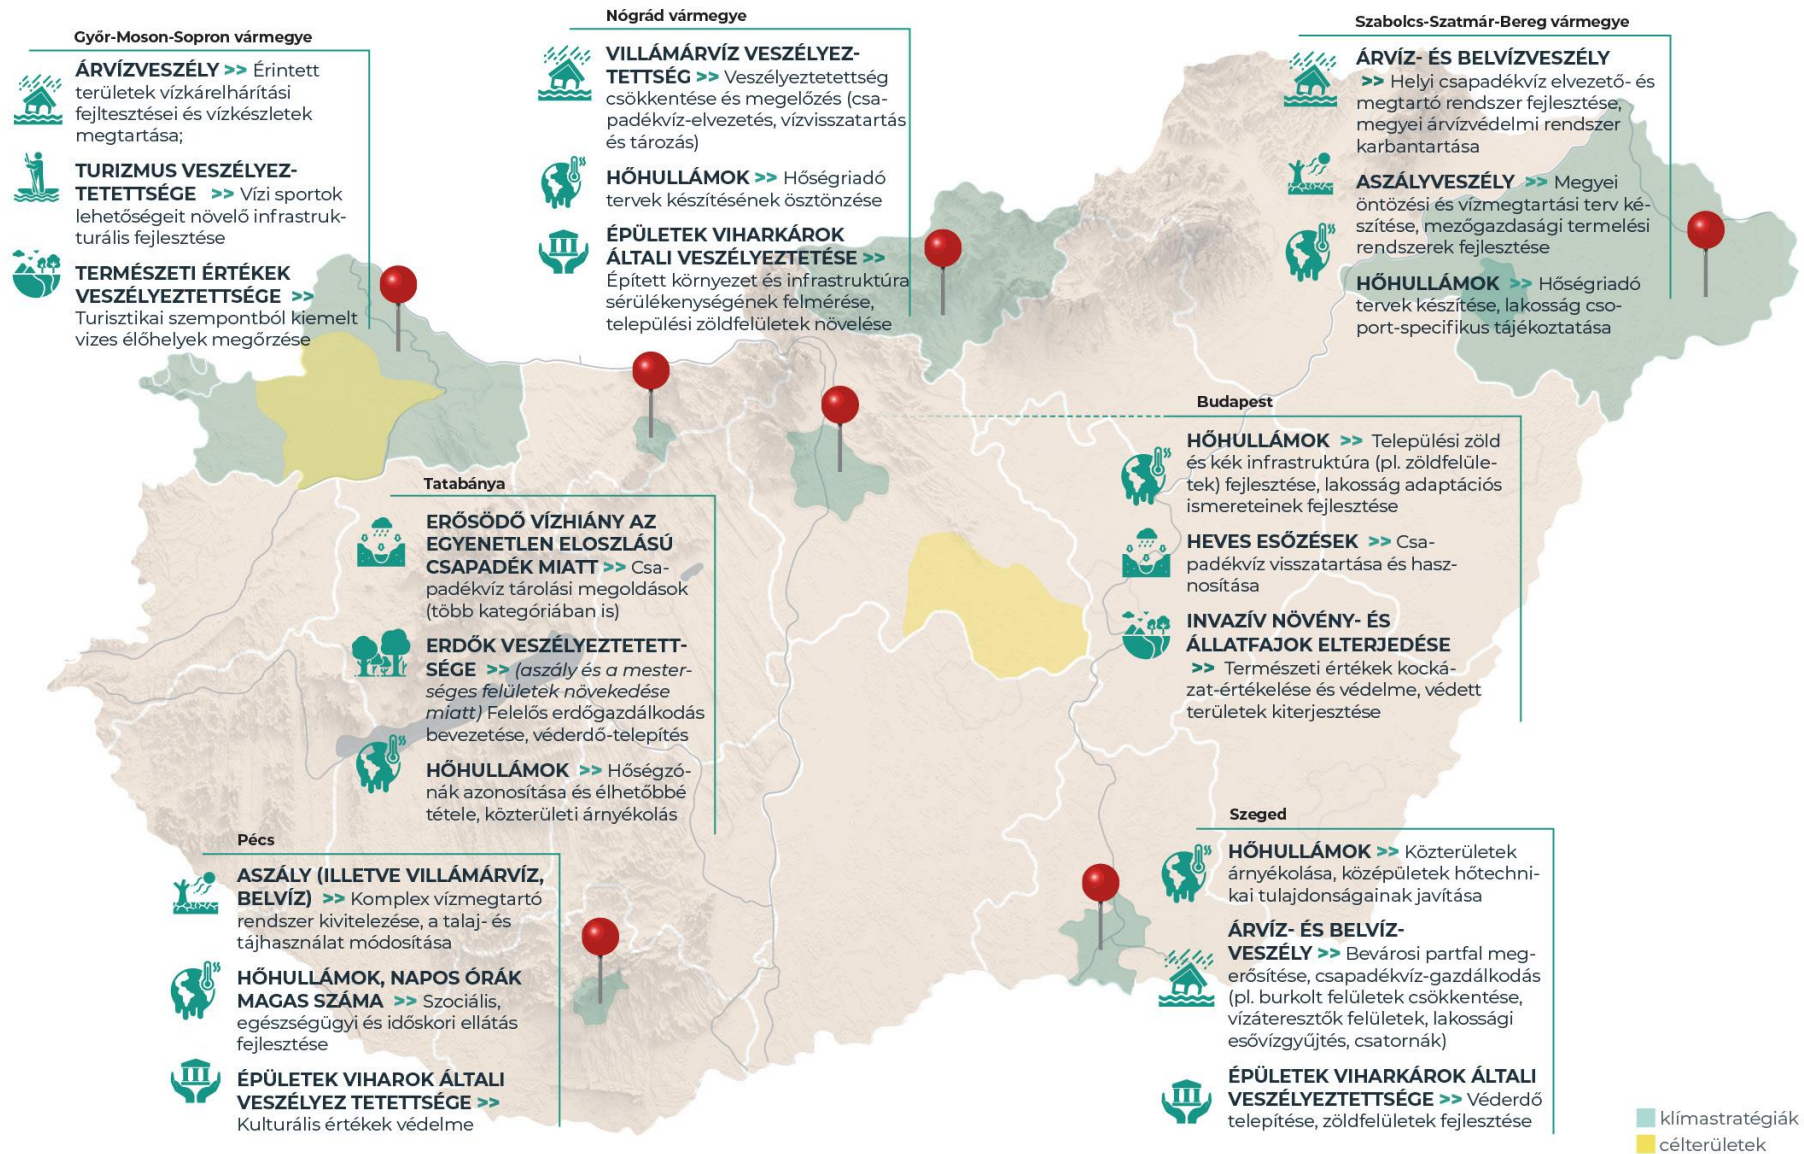 Győr-Moson-Sopron vármegye
ÁRVÍZVESZÉLY >> Érintett
területek vízkárelhárítási
fejltesztései és vízkészletek
megtartása;
TURIZMUS VESZÉLYEZ-
TETETTSÉGE >> Vízi sportok
lehetőségeit növelő infrastruk-
turális fejlesztése
TERMÉSZETI ÉRTÉKEK
VESZÉLYEZTETTSÉGE >>
Turisztikai szempontból kiemelt
vizes élőhelyek megőrzése
Nógrád vármegye
VILLÁMÁRVÍZ VESZÉLYEZ-
TETTSÉG >> Veszélyeztetettség
csökkentése és megelőzés (csa-
padékvíz-elvezetés, vízvisszatartás
és tározás)
HŐHULLÁMOK >> Hőségriadó
tervek készítésének ösztönzése
ÉPÜLETEK VIHARKÁROK
ÁLTALI VESZÉLYEZTETÉSE >>
Épített környezet és infrastruktúra
sérülékenységének felmérése,
települési zöldfelületek növelése
Szabolcs-Szatmár-Bereg vármegye
ÁRVÍZ- ÉS BELVÍZVESZÉLY
>> Helyi csapadékvíz elvezető- és
megtartó rendszer fejlesztése,
megyei árvízvédelmi rendszer
karbantartása
ASZÁLYVESZÉLY >> Megyei
öntözési és vízmegtartási terv ké-
szítése, mezőgazdasági termelési
rendszerek fejlesztése
HŐHULLÁMOK >> Hőségriadó
tervek készítése, lakosság cso-
port-specifikus tájékoztatása
Budapest
HŐHULLÁMOK >> Települési zöld
és kék infrastruktúra (pl. zöldfelüle-
tek) fejlesztése, lakosság adaptációs
ismereteinek fejlesztése
HEVES ESŐZÉSEK >> Csa-
padékvíz visszatartása és hasz-
nosítása
INVAZÍV NÖVÉNY- ÉS
ÁLLATFAJOK ELTERJEDÉSE
>> Természeti értékek kocká-
zat-értékelése és védelme, védett
területek kiterjesztése
Tatabánya
ERŐSÖDŐ VÍZHIÁNY AZ
EGYENETLEN ELOSZLÁSÚ
CSAPADÉK MIATT >> Csa-
padékvíz tárolási megoldások
(több kategóriában is)
ERDŐK VESZÉLYEZTETETT-
SÉGE >> (aszály és a mester-
séges felületek növekedése
miatt) Felelős erdőgazdálkodás
bevezetése, véderdő-telepítés
HŐHULLÁMOK >> Hőségzó-
nák azonosítása és élhetőbbé
tétele, közterületi árnyékolás
Pécs
ASZÁLY (ILLETVE VILLÁMÁRVÍZ,
BELVÍZ) >> Komplex vízmegtartó
rendszer kivitelezése, a talaj- és
tájhasználat módosítása
HŐHULLÁMOK, NAPOS ÓRÁK
MAGAS SZÁMA >> Szociális,
egészségügyi és időskori ellátás
fejlesztése
ÉPÜLETEK VIHAROK ÁLTALI
VESZÉLYEZ TETETTSÉGE >>
Kulturális értékek védelme
Szeged
HŐHULLÁMOK >> Közterületek
árnyékolása, középületek hőtechni-
kai tulajdonságainak javítása
ÁRVÍZ- ÉS BELVÍZ-
VESZÉLY >> Bevárosi partfal meg-
erősítése, csapadékvíz-gazdálkodás
(pl. burkolt felületek csökkentése,
vízáteresztők felületek, lakossági
esővízgyűjtés, csatornák)
ÉPÜLETEK VIHARKÁROK ÁLTALI
VESZÉLYEZTETTSÉGE >> Véderdő
telepítése, zöldfelületek fejlesztése
klímastratégiák
célterületek